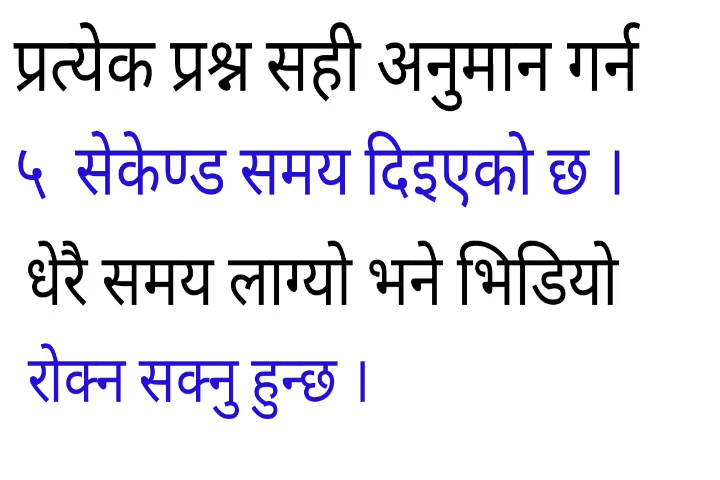 प्रत्येक प्रश्न सही अनुमान गर्न
५ सेकेण्ड समय दिइएको छ ।
धेरै समय लाग्यो भने भिडियो
रोक्न सक्नु हुन्छ ।